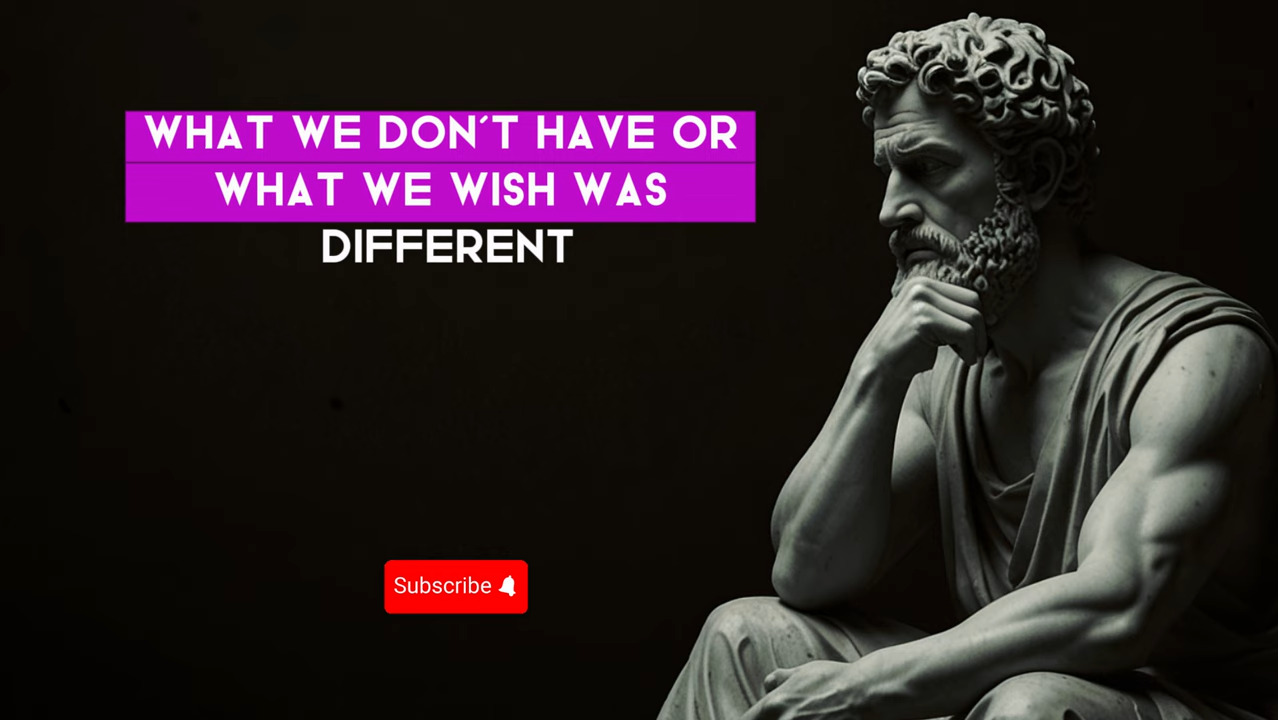 WHAT WE DON'T HAVE OR
WHAT WE WISH WAS
DIFFERENT
Subscribe